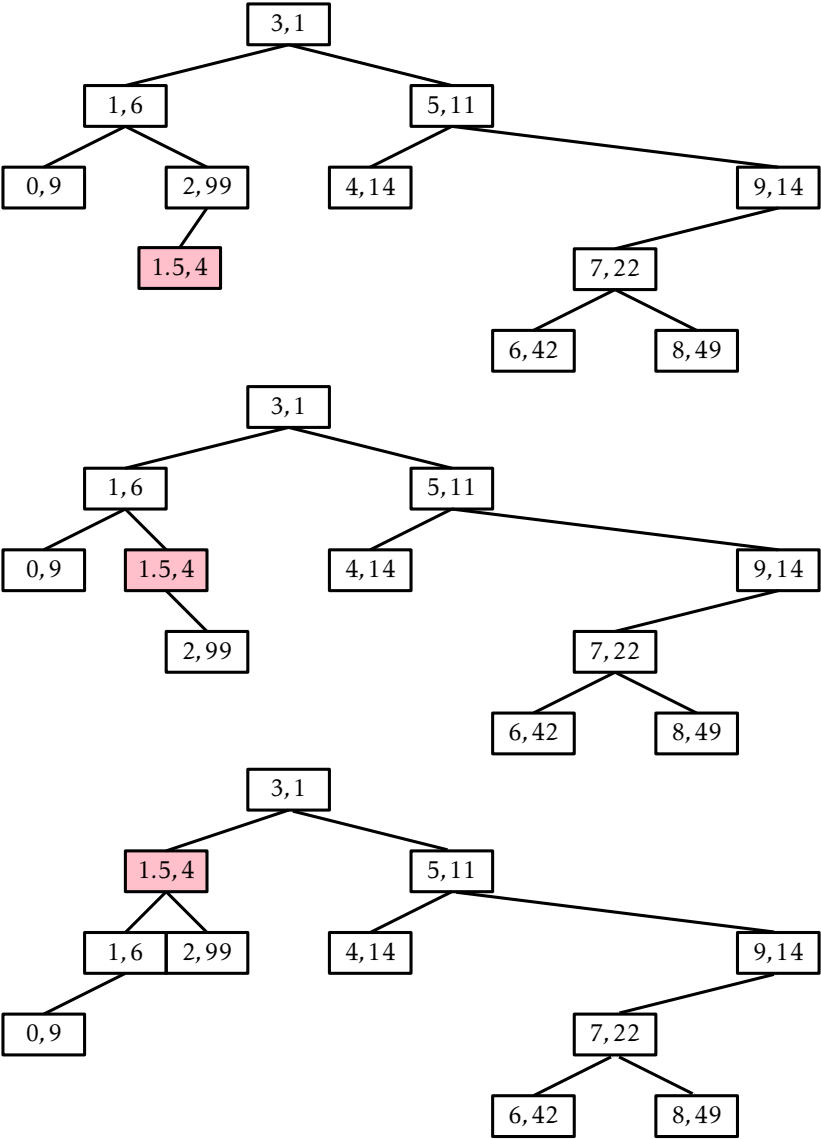 3, 1
1, 6 5, 11
0, 9 2, 99 4, 14 9, 14
1.5, 4 7, 22
6, 42 8, 49
3, 1
1, 6 5, 11
0, 9 1.5, 4 4, 14 9, 14
2, 99 7, 22
6, 42 8, 49
3, 1
1.5, 4 5, 11
1, 6 2, 99 4, 14 9, 14
0, 9 7, 22
6, 42 8, 49